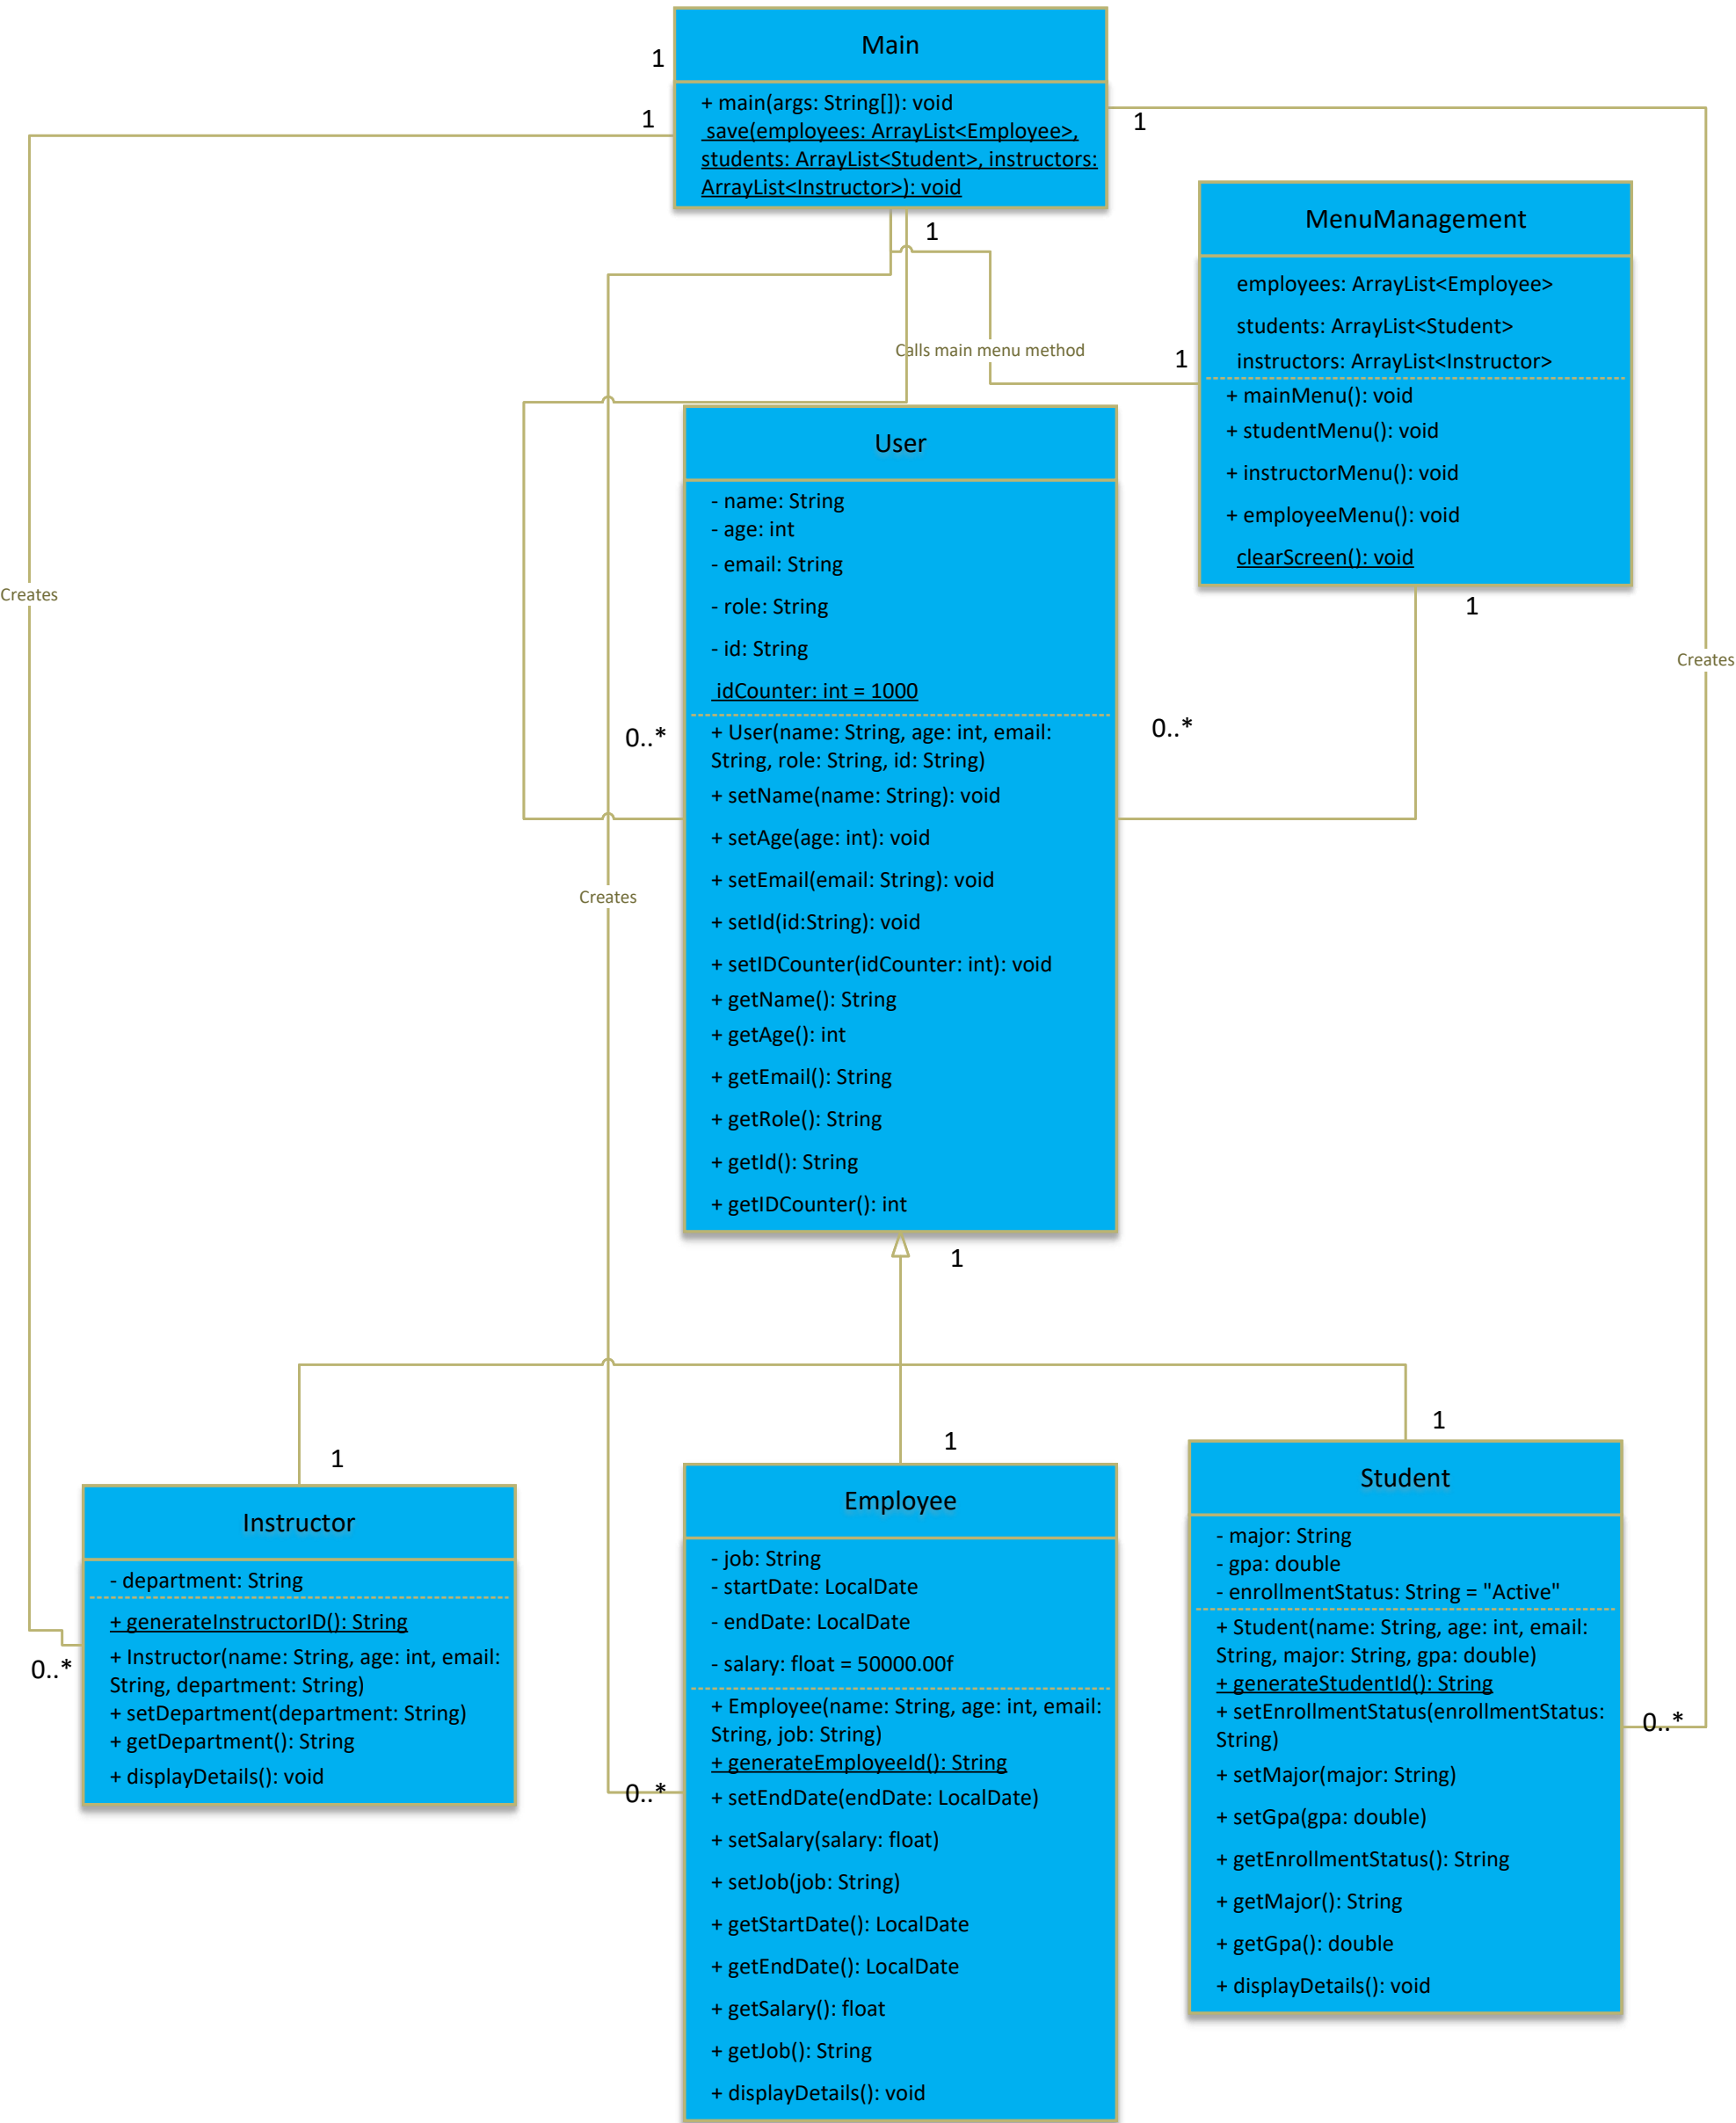 Main
1
+ main(args: String[]): void
save(employees: ArrayList<Employee>,
students: ArrayList<Student>, instructors:
ArrayList<Instructor>): void
1
1
1
MenuManagement
employees: ArrayList<Employee>
students: ArrayList<Student>
instructors: ArrayList<Instructor>
+ mainMenu(): void
+ studentMenu(): void
+ instructorMenu(): void
+ employeeMenu(): void
clearScreen(): void
Calls main menu method
1
1
User
- name: String
- age: int
- email: String
- role: String
- id: String
idCounter: int = 1000
+ User(name: String, age: int, email:
String, role: String, id: String)
+ setName(name: String): void
+ setAge(age: int): void
+ setEmail(email: String): void
+ setId(id:String): void
+ setIDCounter(idCounter: int): void
+ getName(): String
+ getAge(): int
+ getEmail(): String
+ getRole(): String
+ getId(): String
+ getIDCounter(): int
0..*
0..*
Creates
Creates
Creates
1
1
1
1
Instructor
- department: String
+ generateInstructorID(): String
+ Instructor(name: String, age: int, email:
String, department: String)
+ setDepartment(department: String)
+ getDepartment(): String
+ displayDetails(): void
0..*
Employee
- job: String
- startDate: LocalDate
- endDate: LocalDate
- salary: float = 50000.00f
+ Employee(name: String, age: int, email:
String, job: String)
+ generateEmployeeId(): String
+ setEndDate(endDate: LocalDate)
+ setSalary(salary: float)
+ setJob(job: String)
+ getStartDate(): LocalDate
+ getEndDate(): LocalDate
+ getSalary(): float
+ getJob(): String
+ displayDetails(): void
0..*
Student
- major: String
- gpa: double
- enrollmentStatus: String = "Active"
+ Student(name: String, age: int, email:
String, major: String, gpa: double)
+ generateStudentId(): String
+ setEnrollmentStatus(enrollmentStatus:
String)
+ setMajor(major: String)
+ setGpa(gpa: double)
+ getEnrollmentStatus(): String
+ getMajor(): String
+ getGpa(): double
+ displayDetails(): void
0..*